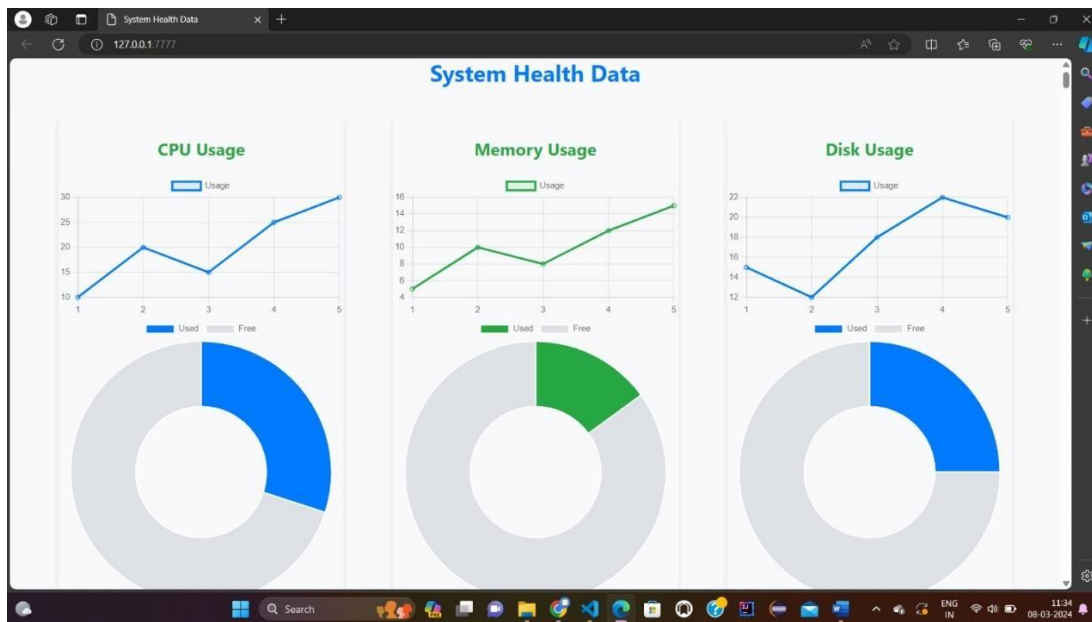 System Health Data
127.0.0.1:7777
System Health Data
CPU Usage
Usage
30
25
20
15
10
1 2 3 4 5
Used Free
Memory Usage
Usage
16
14
12
10
8
6
4
1 2 3 4 5
Used Free
Disk Usage
Usage
22
20
18
16
14
12
1 2 3 4 5
Used Free
Search
ENG
IN
11:34
08-03-2024